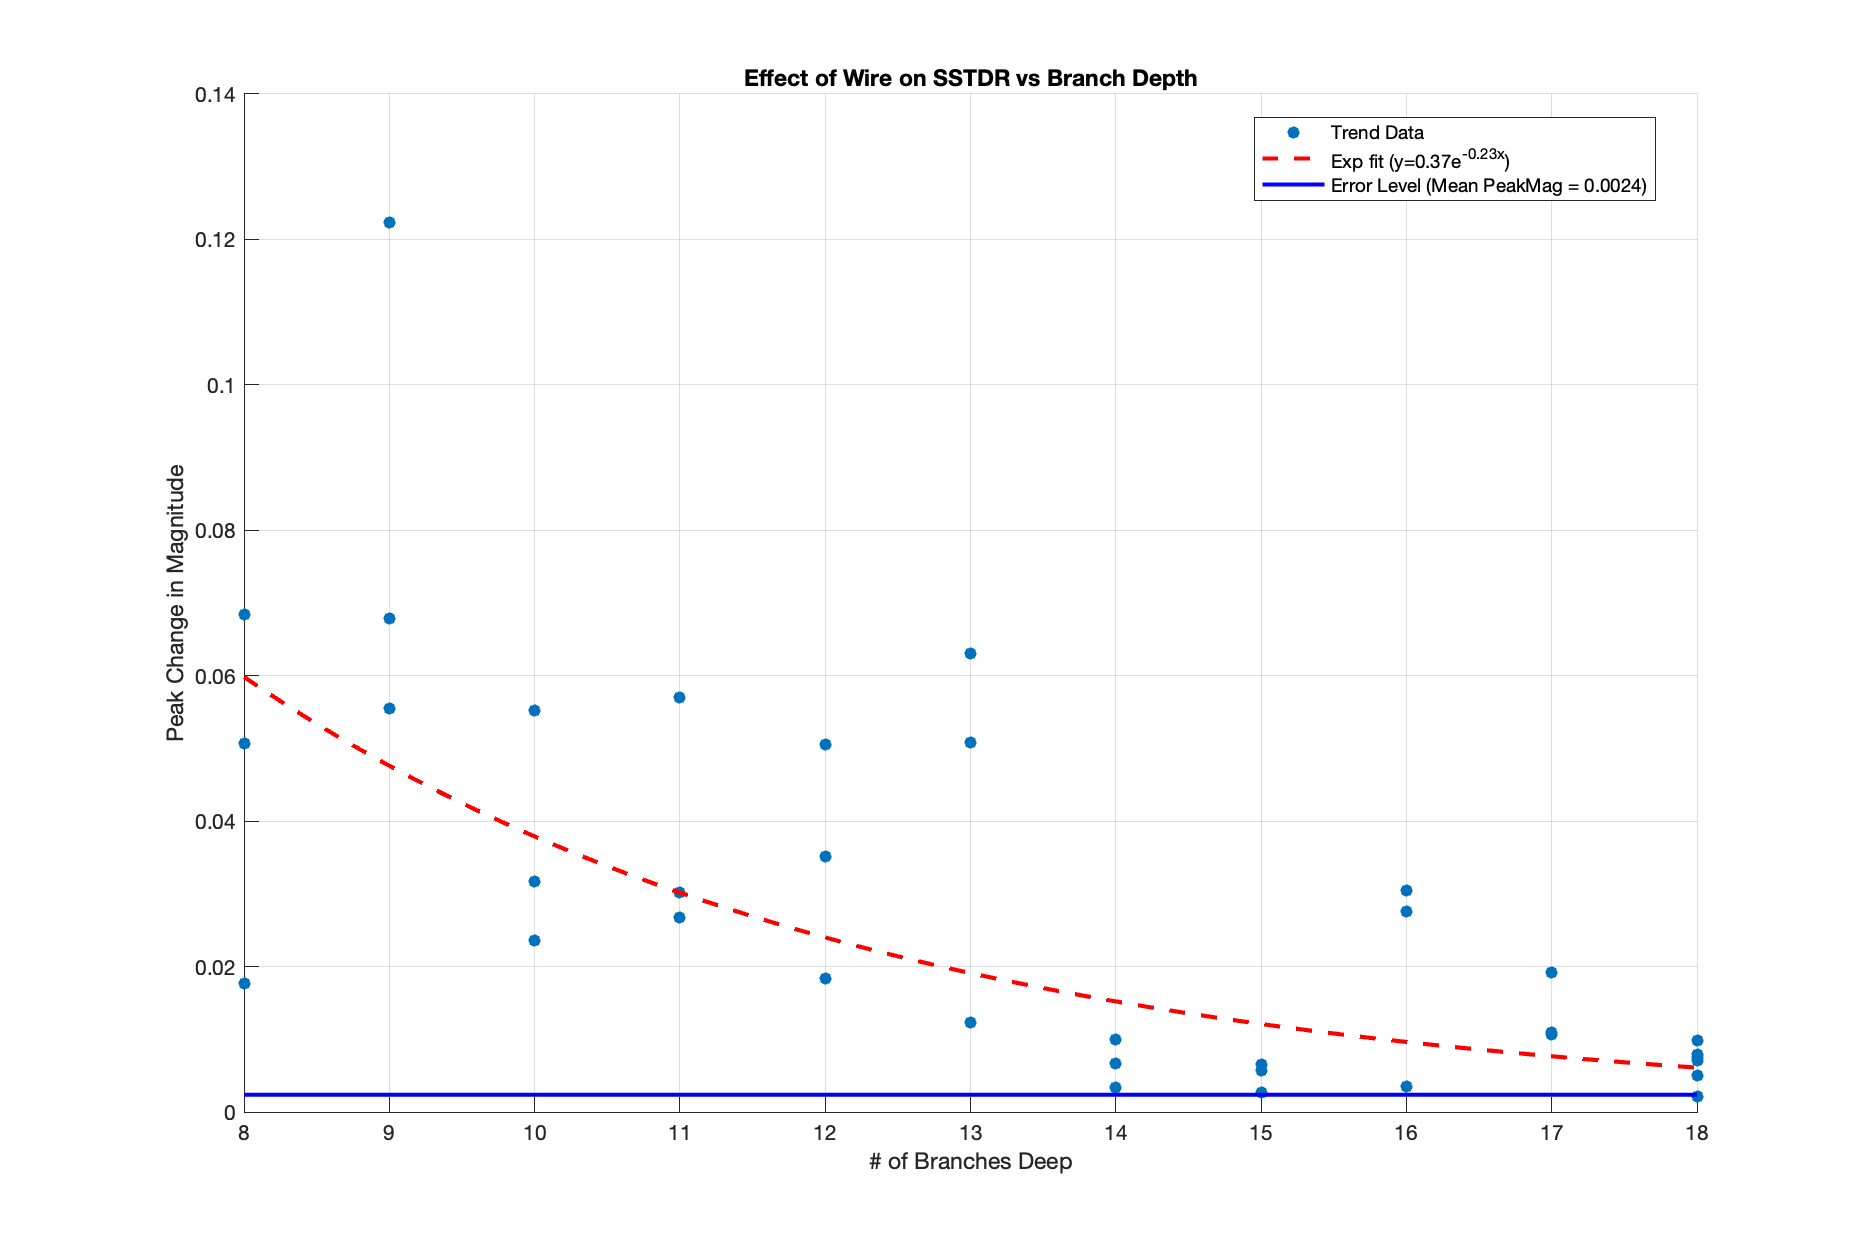 Effect of Wire on SSTDR vs Branch Depth
Trend Data
Exp fit (y=0.37e^-0.23x)
Error Level (Mean PeakMag = 0.0024)
Peak Change in Magnitude
0.14
0.12
0.1
0.08
0.06
0.04
0.02
0
8 9 10 11 12 13 14 15 16 17 18
# of Branches Deep